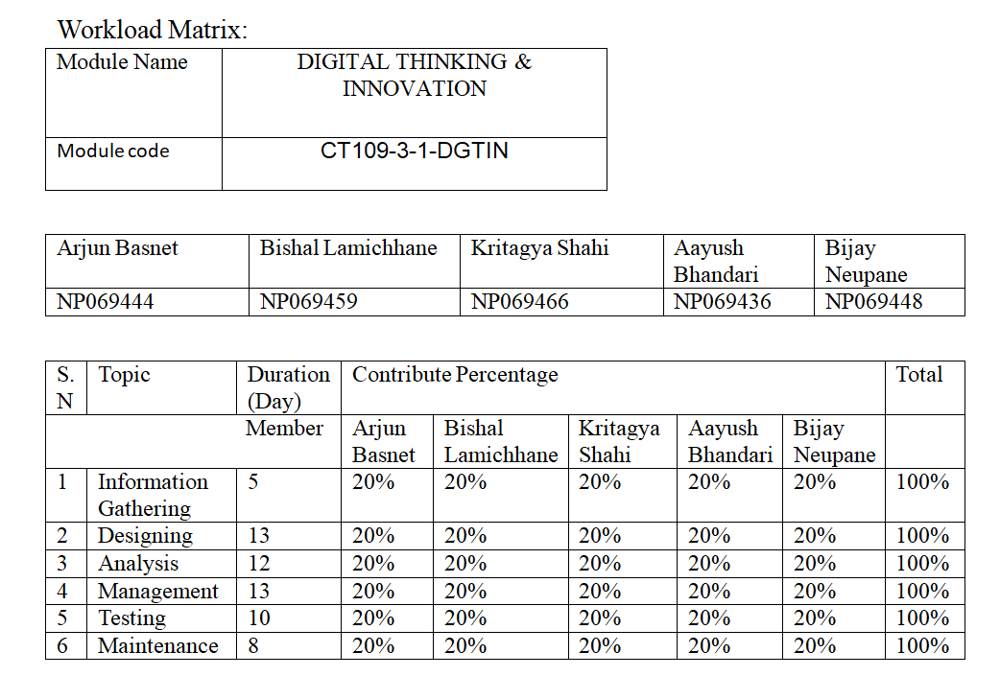 Workload Matrix:
Module Name DIGITAL THINKING &
INNOVATION
Module code CT109-3-1-DGTIN
Arjun Basnet Bishal Lamichhane Kritagya Shahi Aayush Bijay
Bhandari Neupane
NP069444 NP069459 NP069466 NP069436 NP069448
S. Topic Duration Contribute Percentage Total
N (Day)
Member Arjun Bishal Kritagya Aayush Bijay
Basnet Lamichhane Shahi Bhandari Neupane
1 Information 5 20% 20% 20% 20% 20% 100%
Gathering
2 Designing 13 20% 20% 20% 20% 20% 100%
3 Analysis 12 20% 20% 20% 20% 20% 100%
4 Management 13 20% 20% 20% 20% 20% 100%
5 Testing 10 20% 20% 20% 20% 20% 100%
6 Maintenance 8 20% 20% 20% 20% 20% 100%